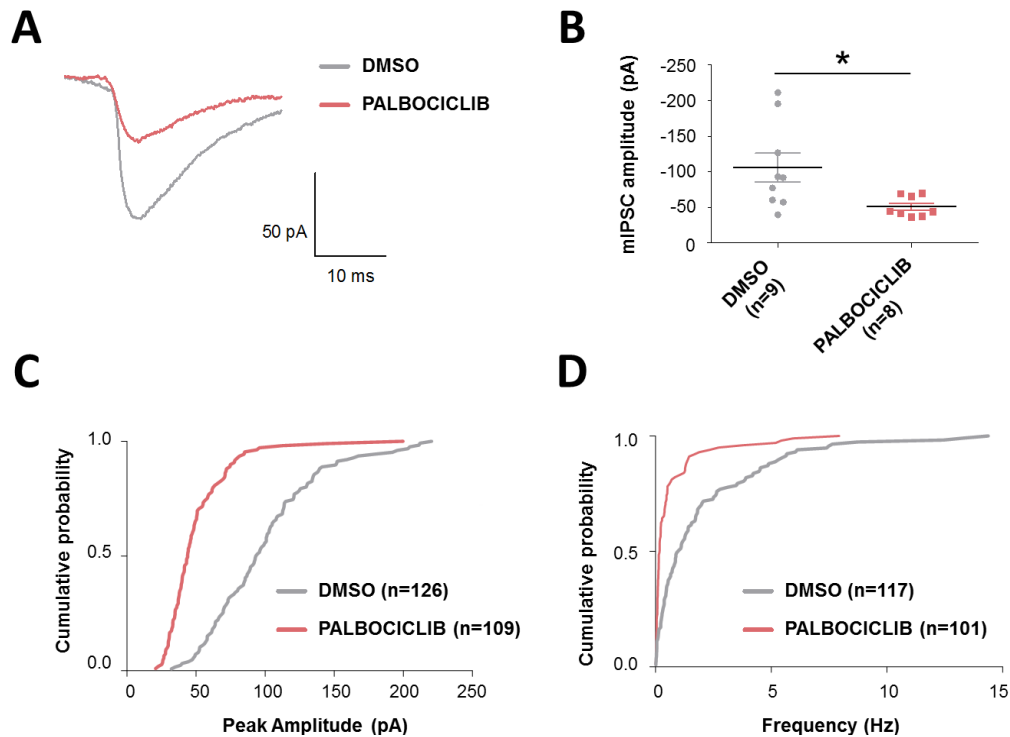 A
DMSO
PALBOCICLIB
50 pA
10 ms
B
*
mIPSC amplitude (pA)
-250
-200
-150
-100
-50
0
DMSO
(n=9)
PALBOCICLIB
(n=8)
C
Cumulative probability
1.0
0.5
0.0
DMSO (n=126)
PALBOCICLIB (n=109)
0 50 100 150 200 250
Peak Amplitude (pA)
D
Cumulative probability
1.0
0.5
0.0
DMSO (n=117)
PALBOCICLIB (n=101)
0 5 10 15
Frequency (Hz)